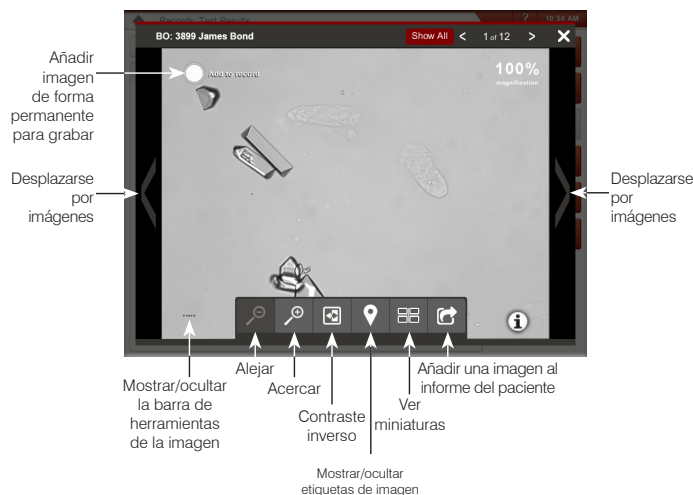 Records: Test Results
? 10:56 AM
BO: 3899 James Bond
Show All < 1 of 12 > X
Add to record
100%
magnification
Añadir
imagen
de forma
permanente
para grabar
Desplazarse
por
imágenes
Desplazarse
por
imágenes
Alejar
Acercar
Contraste
inverso
Ver
miniaturas
Añadir una imagen al
informe del paciente
Mostrar/ocultar
la barra de
herramientas
de la imagen
Mostrar/ocultar
etiquetas de imagen